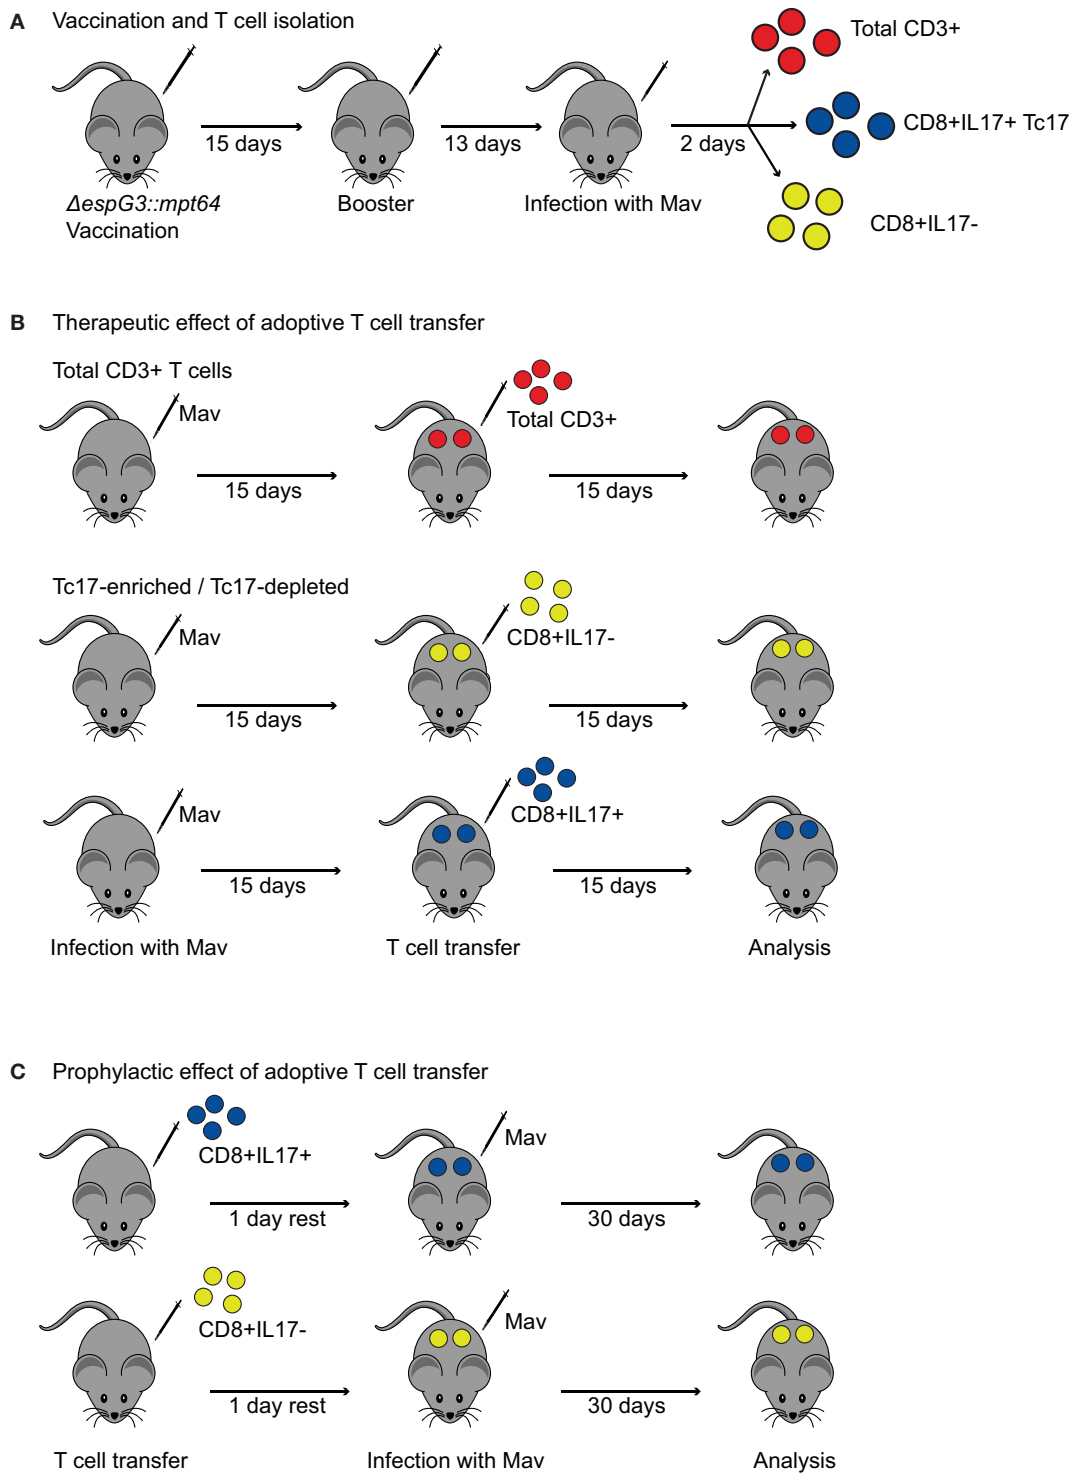 A Vaccination and T cell isolation
Total CD3+
CD8+IL17+ Tc17
15 days
13 days
2 days
ΔespG3::mpt64
Vaccination
Booster
Infection with Mav
CD8+IL17-
B Therapeutic effect of adoptive T cell transfer
Total CD3+ T cells
Mav
Total CD3+
15 days
15 days
Tc17-enriched / Tc17-depleted
Mav
CD8+IL17-
15 days
15 days
Mav
CD8+IL17+
15 days
15 days
Infection with Mav
T cell transfer
Analysis
C Prophylactic effect of adoptive T cell transfer
CD8+IL17+
Mav
1 day rest
30 days
CD8+IL17-
Mav
1 day rest
30 days
T cell transfer
Infection with Mav
Analysis